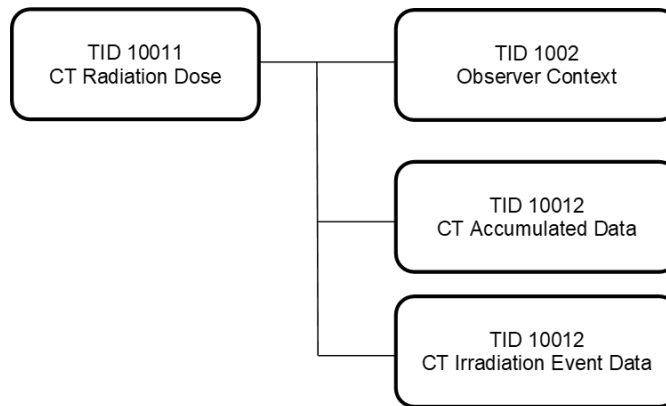 TID 10011
CT Radiation Dose
TID 1002
Observer Context
TID 10012
CT Accumulated Data
TID 10012
CT Irradiation Event Data